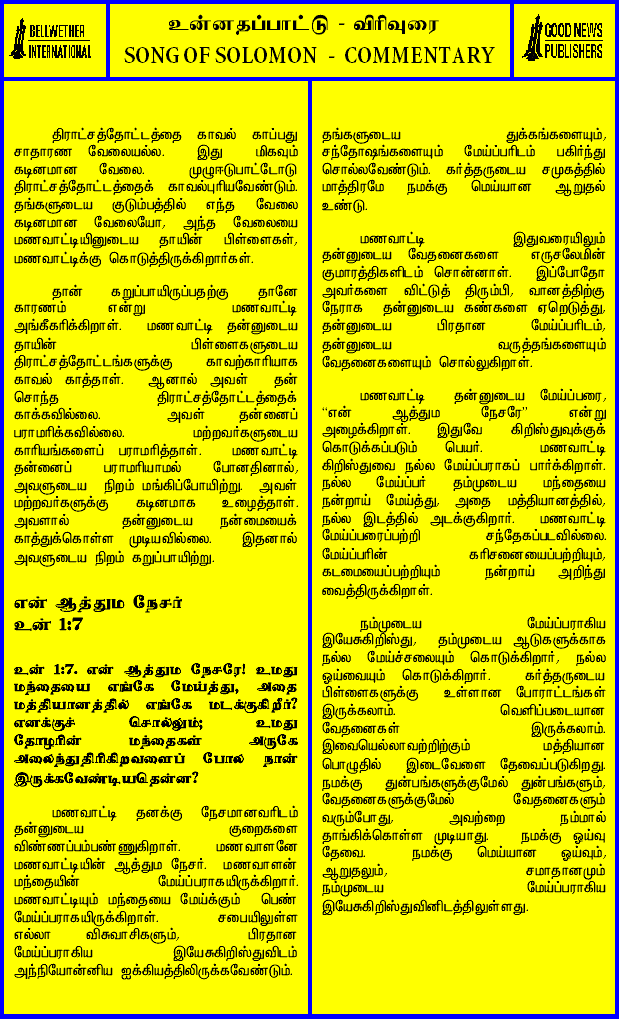 BELLWETHER
INTERNATIONAL
உன்னதப்பாட்டு - விரிவுரை
SONG OF SOLOMON - COMMENTARY
GOOD NEWS
PUBLISHERS
திராட்சத்தோட்டத்தை காவல் காப்பது
சாதாரண வேலையல்ல. இது மிகவும்
கடினமான வேலை. முழுஈடுபாட்டோடு
திராட்சத்தோட்டத்தைக் காவல்புரியவேண்டும்.
தங்களுடைய குடும்பத்தில் எந்த வேலை
கடினமான வேலையோ, அந்த வேலையை
மணவாட்டியினுடைய தாயின் பிள்ளைகள்,
மணவாட்டிக்கு கொடுத்திருக்கிறார்கள்.
தான் கறுப்பாயிருப்பதற்கு தானே
காரணம் என்று மணவாட்டி
அங்கீகரிக்கிறாள். மணவாட்டி தன்னுடைய
தாயின் பிள்ளைகளுடைய
திராட்சத்தோட்டங்களுக்கு காவற்காரியாக
காவல் காத்தாள். ஆனால் அவள் தன்
சொந்த திராட்சத்தோட்டத்தைக்
காக்கவில்லை. அவள் தன்னைப்
பராமரிக்கவில்லை. மற்றவர்களுடைய
காரியங்களைப் பராமரித்தாள். மணவாட்டி
தன்னைப் பராமரியாமல் போனதினால்,
அவளுடைய நிறம் மங்கிப்போயிற்று. அவள்
மற்றவர்களுக்கு கடினமாக உழைத்தாள்.
அவளால் தன்னுடைய நன்மையைக்
காத்துக்கொள்ள முடியவில்லை. இதனால்
அவளுடைய நிறம் கறுப்பாயிற்று.
என் ஆத்தும நேசர்
உன் 1:7
உன் 1:7. என் ஆத்தும நேசரே! உமது
மந்தையை எங்கே மேய்த்து, அதை
மத்தியானத்தில் எங்கே மடக்குகிறீர்?
எனக்குச் சொல்லும்; உமது
தோழரின் மந்தைகள் அருகே
அலைந்துதிரிகிறவளைப் போல நான்
இருக்கவேண்டியதென்ன?
மணவாட்டி தனக்கு நேசமானவரிடம்
தன்னுடைய குறைகளை
விண்ணப்பம்பண்ணுகிறாள். மணவாளனே
மணவாட்டியின் ஆத்தும நேசர். மணவாளன்
மந்தையின் மேய்ப்பராகயிருக்கிறார்.
மணவாட்டியும் மந்தையை மேய்க்கும் பெண்
மேய்ப்பராகயிருக்கிறாள். சபையிலுள்ள
எல்லா விசுவாசிகளும், பிரதான
மேய்ப்பராகிய இயேசுகிறிஸ்துவிடம்
அந்நியோன்னிய ஐக்கியத்திலிருக்கவேண்டும்.
தங்களுடைய துக்கங்களையும்,
சந்தோஷங்களையும் மேய்ப்பரிடம் பகிர்ந்து
சொல்லவேண்டும். கர்த்தருடைய சமுகத்தில்
மாத்திரமே நமக்கு மெய்யான ஆறுதல்
உண்டு.
மணவாட்டி இதுவரையிலும்
தன்னுடைய வேதனைகளை எருசலேமின்
குமாரத்திகளிடம் சொன்னாள். இப்போதோ
அவர்களை விட்டுத் திரும்பி, வானத்திற்கு
நேராக தன்னுடைய கண்களை ஏறெடுத்து,
தன்னுடைய பிரதான மேய்ப்பரிடம்,
தன்னுடைய வருத்தங்களையும்
வேதனைகளையும் சொல்லுகிறாள்.
மணவாட்டி தன்னுடைய மேய்ப்பரை,
“என் ஆத்தும நேசரே” என்று
அழைக்கிறாள். இதுவே கிறிஸ்துவுக்குக்
கொடுக்கப்படும் பெயர். மணவாட்டி
கிறிஸ்துவை நல்ல மேய்ப்பராகப் பார்க்கிறாள்.
நல்ல மேய்ப்பர் தம்முடைய மந்தையை
நன்றாய் மேய்த்து, அதை மத்தியானத்தில்,
நல்ல இடத்தில் அடக்குகிறார். மணவாட்டி
மேய்ப்பரைப்பற்றி சந்தேகப்படவில்லை.
மேய்ப்பரின் கரிசனையைப்பற்றியும்,
கடமையைப்பற்றியும் நன்றாய் அறிந்து
வைத்திருக்கிறாள்.
நம்முடைய மேய்ப்பராகிய
இயேசுகிறிஸ்து, தம்முடைய ஆடுகளுக்காக
நல்ல மேய்ச்சலையும் கொடுக்கிறார், நல்ல
ஓய்வையும் கொடுக்கிறார். கர்த்தருடைய
பிள்ளைகளுக்கு உள்ளான போராட்டங்கள்
இருக்கலாம். வெளிப்படையான
வேதனைகள் இருக்கலாம்.
இவையெல்லாவற்றிற்கும் மத்தியான
பொழுதில் இடைவேளை தேவைப்படுகிறது.
நமக்கு துன்பங்களுக்குமேல் துன்பங்களும்,
வேதனைகளுக்குமேல் வேதனைகளும்
வரும்போது, அவற்றை நம்மால்
தாங்கிக்கொள்ள முடியாது. நமக்கு ஓய்வு
தேவை. நமக்கு மெய்யான ஓய்வும்,
ஆறுதலும், சமாதானமும்
நம்முடைய மேய்ப்பராகிய
இயேசுகிறிஸ்துவினிடத்திலுள்ளது.